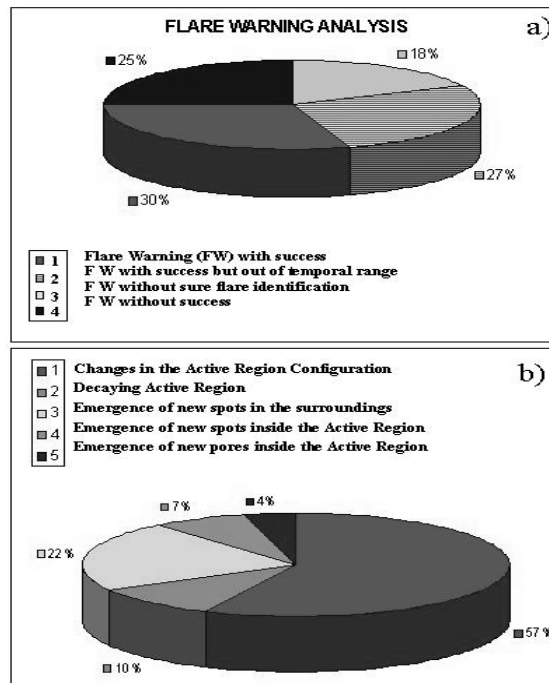 FLARE WARNING ANALYSIS
a)
25%
18%
30%
27%
1 Flare Warning (FW) with success
2 F W with success but out of temporal range
3 F W without sure flare identification
4 F W without success
1 Changes in the Active Region Configuration
b)
2 Decaying Active Region
3 Emergence of new spots in the surroundings
4 Emergence of new spots inside the Active Region
5 Emergence of new pores inside the Active Region
7%
4%
22%
57%
10%